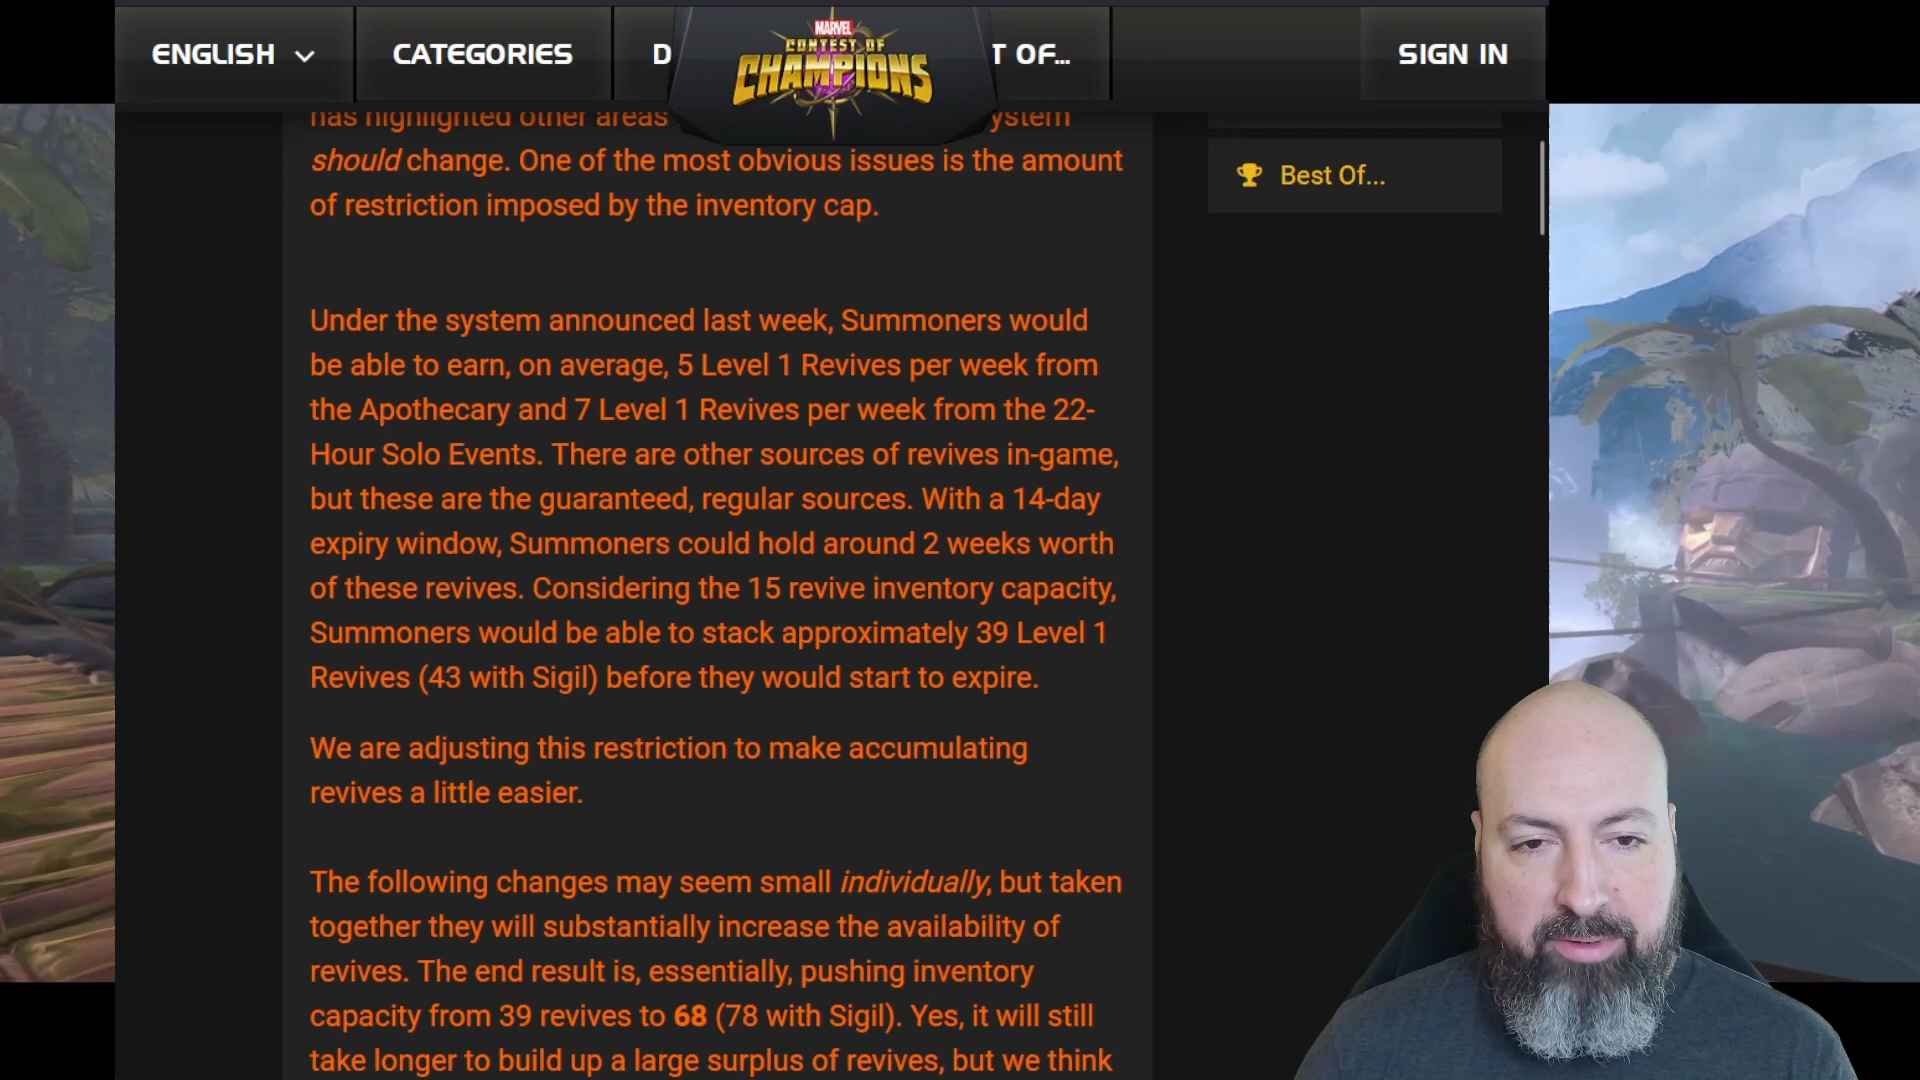 ENGLISH
CATEGORIES
D
MARVEL
CONTEST OF
CHAMPIONS
T OF...
SIGN IN
has highlighted other areas
ystem
should change. One of the most obvious issues is the amount
of restriction imposed by the inventory cap.
Best Of...
Under the system announced last week, Summoners would
be able to earn, on average, 5 Level 1 Revives per week from
the Apothecary and 7 Level 1 Revives per week from the 22-
Hour Solo Events. There are other sources of revives in-game,
but these are the guaranteed, regular sources. With a 14-day
expiry window, Summoners could hold around 2 weeks worth
of these revives. Considering the 15 revive inventory capacity,
Summoners would be able to stack approximately 39 Level 1
Revives (43 with Sigil) before they would start to expire.
We are adjusting this restriction to make accumulating
revives a little easier.
The following changes may seem small individually, but taken
together they will substantially increase the availability of
revives. The end result is, essentially, pushing inventory
capacity from 39 revives to 68 (78 with Sigil). Yes, it will still
take longer to build up a large surplus of revives, but we think